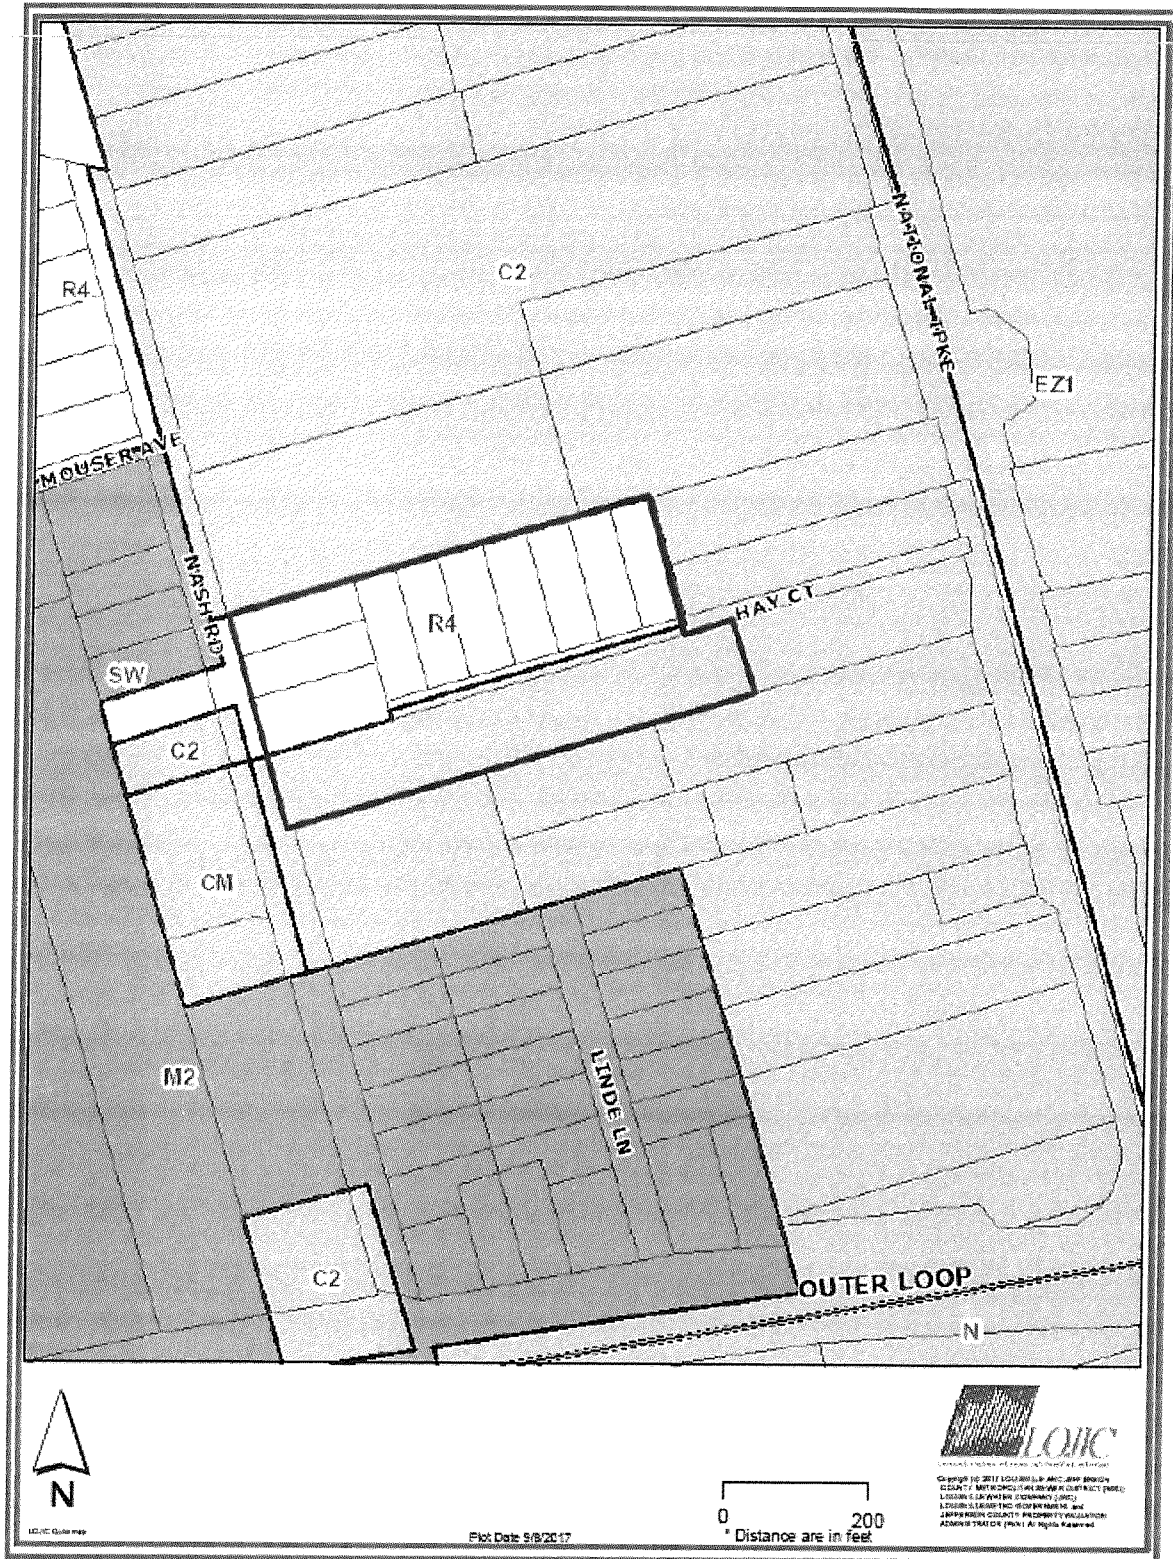 C2
NATIONAL TPKE
R4
EZ1
MOUSER AVE
NASH RD
R4
HAY CT
SW
C2
CM
M2
LINDE LN
C2
OUTER LOOP
N
N
LOJIC
0 200
* Distance are in feet
Plot Date 9/8/2017